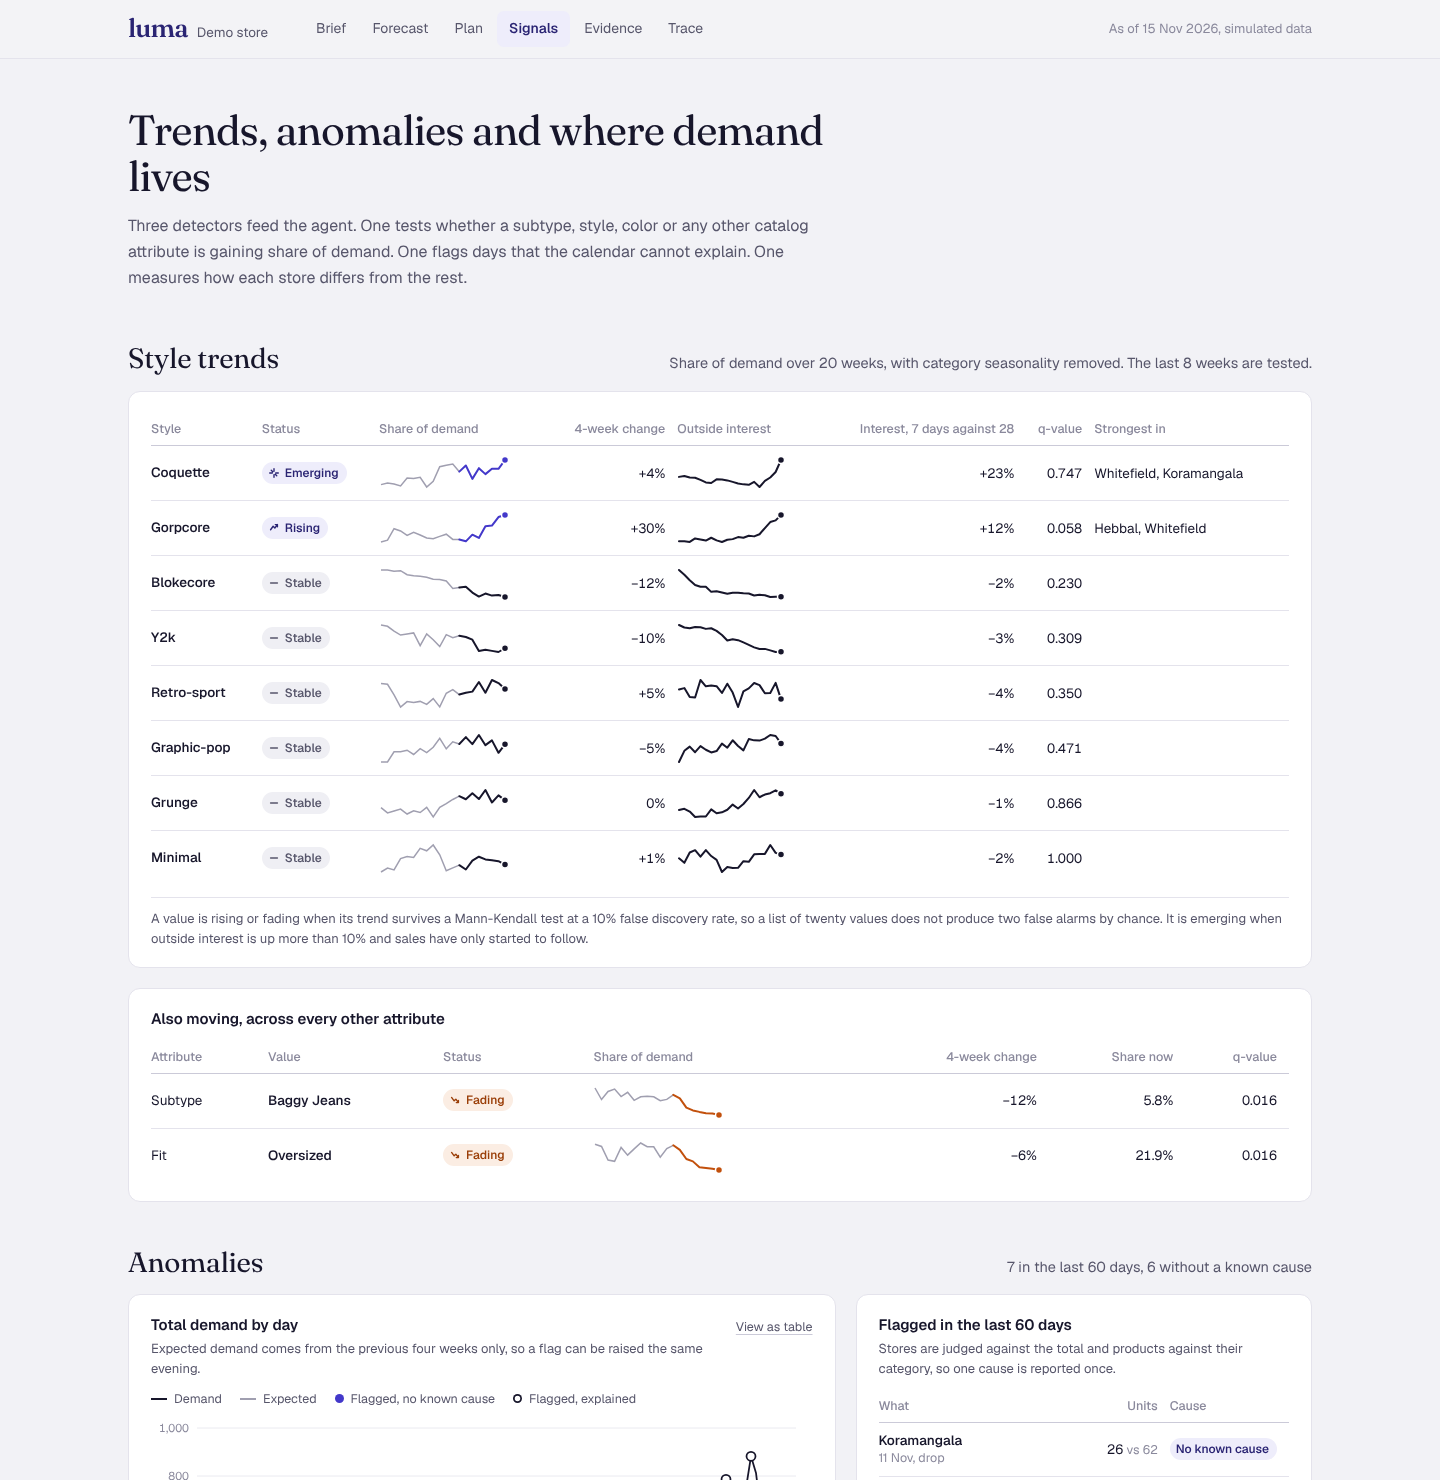 luma Demo store Brief Forecast Plan Signals Evidence Trace As of 15 Nov 2026, simulated data
Trends, anomalies and where demand
lives
Three detectors feed the agent. One tests whether a subtype, style, color or any other catalog
attribute is gaining share of demand. One flags days that the calendar cannot explain. One
measures how each store differs from the rest.
Style trends Share of demand over 20 weeks, with category seasonality removed. The last 8 weeks are tested.
Style Status Share of demand 4-week change Outside interest Interest, 7 days against 28 q-value Strongest in
Coquette Emerging +4% +23% 0.747 Whitefield, Koramangala
Gorpcore Rising +30% +12% 0.058 Hebbal, Whitefield
Blokecore Stable −12% −2% 0.230
Y2k Stable −10% −3% 0.309
Retro-sport Stable +5% −4% 0.350
Graphic-pop Stable −5% −4% 0.471
Grunge Stable 0% −1% 0.866
Minimal Stable +1% −2% 1.000
A value is rising or fading when its trend survives a Mann-Kendall test at a 10% false discovery rate, so a list of twenty values does not produce two false alarms by chance. It is emerging when
outside interest is up more than 10% and sales have only started to follow.
Also moving, across every other attribute
Attribute Value Status Share of demand 4-week change Share now q-value
Subtype Baggy Jeans Fading −12% 5.8% 0.016
Fit Oversized Fading −6% 21.9% 0.016
Anomalies 7 in the last 60 days, 6 without a known cause
Total demand by day View as table
Expected demand comes from the previous four weeks only, so a flag can be raised the same
evening.
Demand Expected Flagged, no known cause Flagged, explained
1,000
800
Flagged in the last 60 days
Stores are judged against the total and products against their
category, so one cause is reported once.
What Units Cause
Koramangala 26 vs 62 No known cause
11 Nov, drop